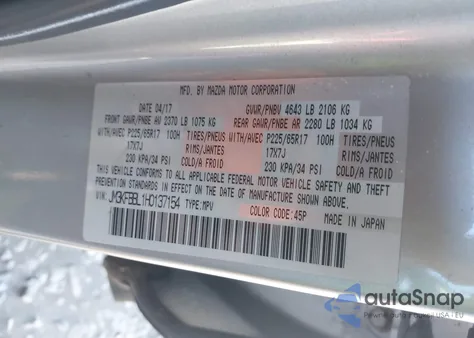 MFD. BY MAZDA MOTOR CORPORATION
DATE 04/17 GVWR/PNBV 4643 LB 2106 KG
FRONT GAWR/PNBE AV 2370 LB 1075 KG REAR GAWR/PNBE AR 2280 LB 1034 KG
WITH/AVEC P225/65R17 100H TIRES/PNEUS WITH/AVEC P225/65R17 100H TIRES/PNEUS
17X7J RIMS/JANTES 17X7J RIMS/JANTES
230 KPA/34 PSI COLD/A FROID 230 KPA/34 PSI COLD/A FROID
THIS VEHICLE CONFORMS TO ALL APPLICABLE FEDERAL MOTOR VEHICLE SAFETY AND THEFT
PREVENTION STANDARDS IN EFFECT ON THE DATE OF MANUFACTURE SHOWN ABOVE.
VIN: JM3KFBBL1H0137154 TYPE: MPV COLOR CODE: 45P MADE IN JAPAN
autoSnap